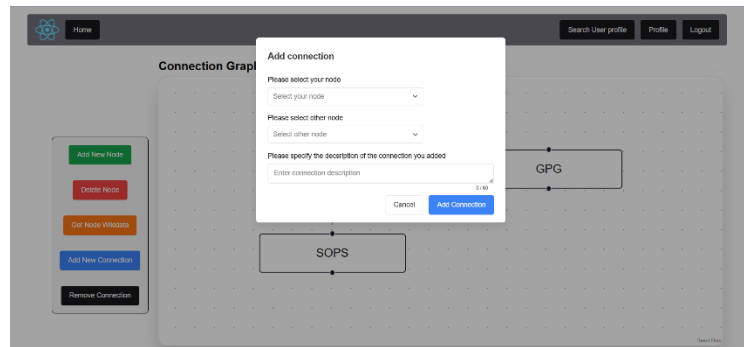 Home
Search User profile
Profile
Logout
Connection Grap
Add connection
Please select your node
Select your node
Please select other node
Select other node
Please specify the decsription of the connection you added
Enter connection description
0 / 60
Cancel
Add Connection
Add New Node
Delete Node
Get Node Wikidata
Add New Connection
Remove Connection
GPG
SOPS
React Flow